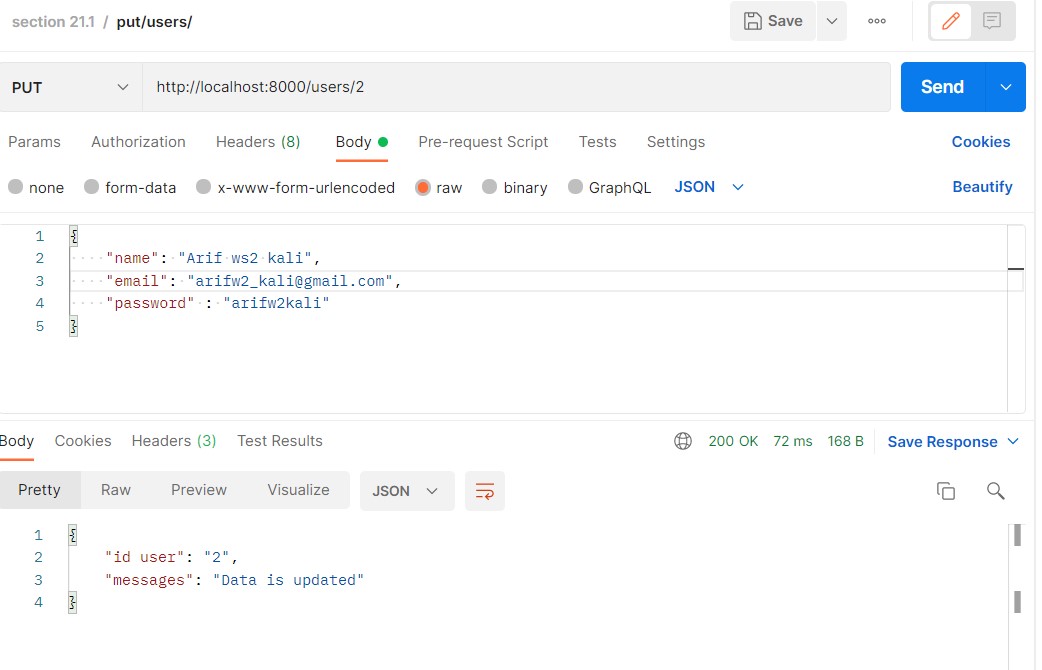 section 21.1 / put/users/ Save ooo
PUT http://localhost:8000/users/2 Send
Params Authorization Headers (8) Body Pre-request Script Tests Settings Cookies
none form-data x-www-form-urlencoded raw binary GraphQL JSON Beautify
1 {
2 "name": "Arif ws2 kali",
3 "email": "arifw2_kali@gmail.com",
4 "password" : "arifw2kali"
5 }
Body Cookies Headers (3) Test Results 200 OK 72 ms 168 B Save Response
Pretty Raw Preview Visualize JSON
1 {
2 "id user": "2",
3 "messages": "Data is updated"
4 }